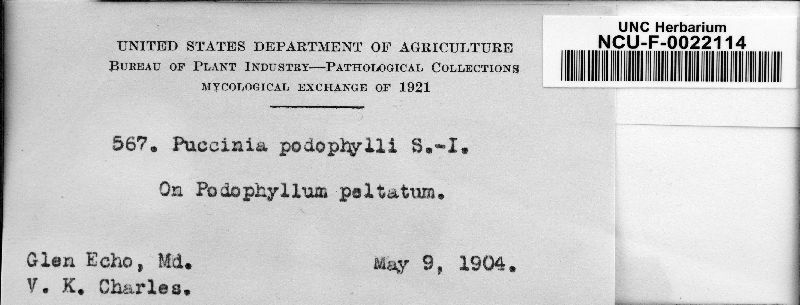 UNC Herbarium
NCU-F-0022114
UNITED STATES DEPARTMENT OF AGRICULTURE
BUREAU OF PLANT INDUSTRY—PATHOLOGICAL COLLECTIONS
MYCOLOGICAL EXCHANGE OF 1921
567. Puccinia podophylli S.-I.
On Podophyllum peltatum.
Glen Echo, Md. May 9, 1904.
V. K. Charles.